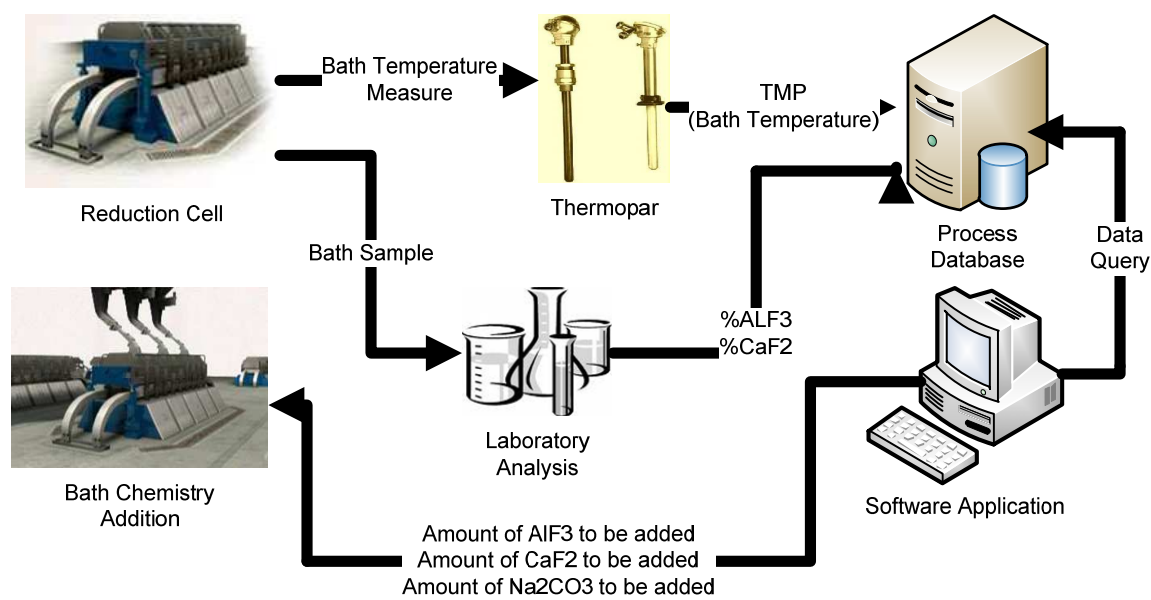 Bath Temperature
Measure
TMP
(Bath Temperature)
Reduction Cell
Thermopar
Process
Database
Data
Query
Bath Sample
%ALF3
%CaF2
Laboratory
Analysis
Bath Chemistry
Addition
Software Application
Amount of AlF3 to be added
Amount of CaF2 to be added
Amount of Na2CO3 to be added